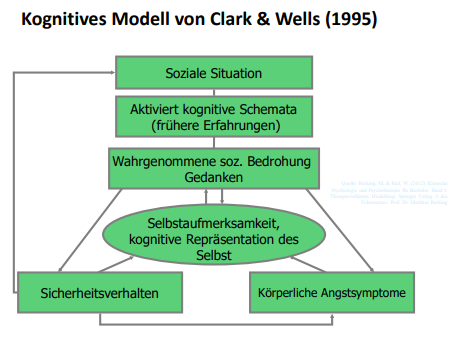 Kognitives Modell von Clark & Wells (1995)
Soziale Situation
Aktiviert kognitive Schemata
(frühere Erfahrungen)
Wahrgenommene soz. Bedrohung
Gedanken
Selbstaufmerksamkeit,
kognitive Repräsentation des
Selbst
Sicherheitsverhalten
Körperliche Angstsymptome